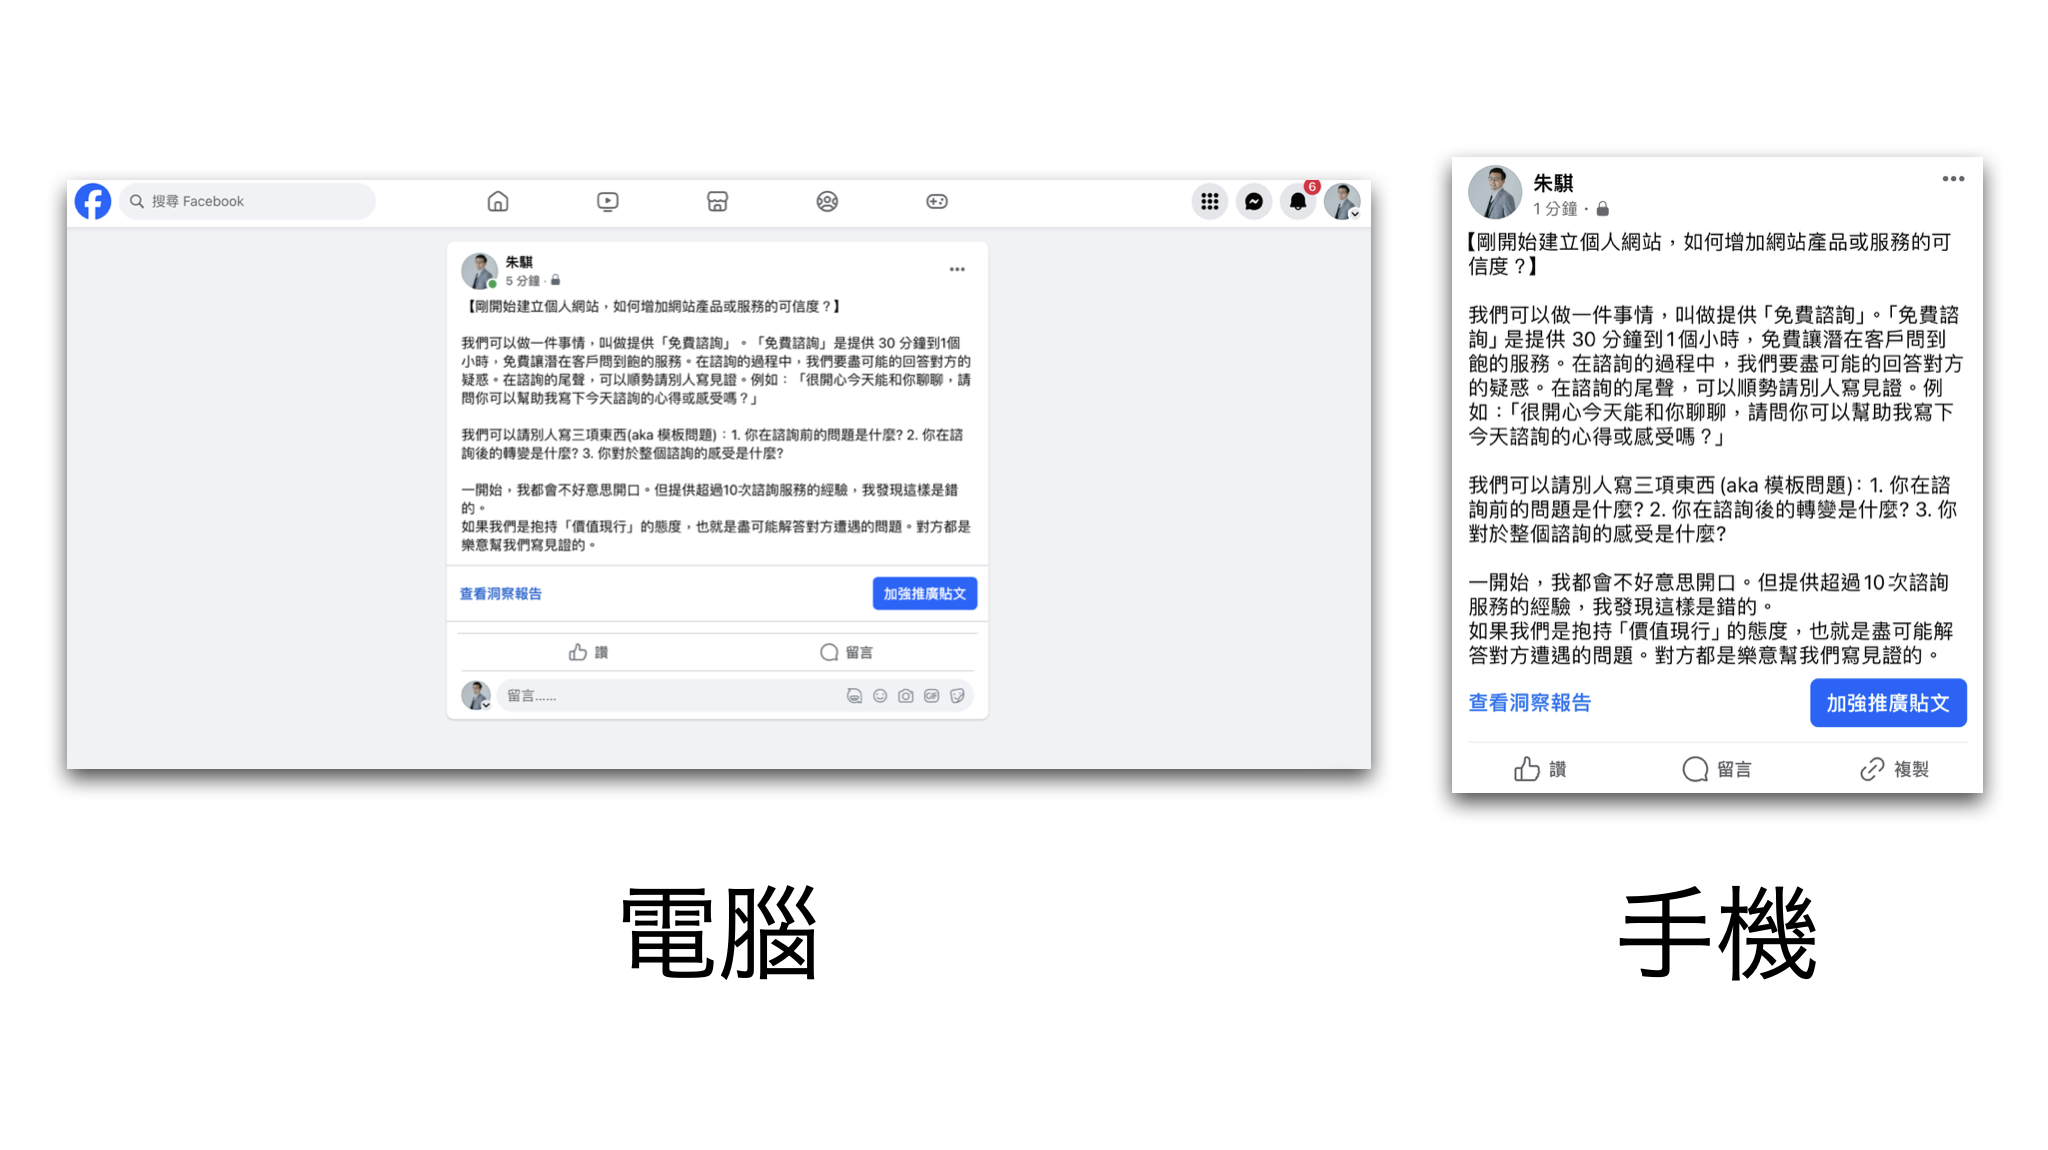 搜尋 Facebook
6
朱騏
5 分鐘 ·
【剛開始建立個人網站，如何增加網站產品或服務的可信度？】
我們可以做一件事情，叫做提供「免費諮詢」。「免費諮詢」是提供 30 分鐘到1個
小時，免費讓潛在客戶問到飽的服務。在諮詢的過程中，我們要盡可能的回答對方的
疑惑。在諮詢的尾聲，可以順勢請別人寫見證。例如：「很開心今天能和你聊聊，請
問你可以幫助我寫下今天諮詢的心得或感受嗎？」
我們可以請別人寫三項東西(aka 模板問題)：1. 你在諮詢前的問題是什麼? 2. 你在諮
詢後的轉變是什麼? 3. 你對於整個諮詢的感受是什麼?
一開始，我都會不好意思開口。但提供超過10次諮詢服務的經驗，我發現這樣是錯
的。
如果我們是抱持「價值現行」的態度，也就是盡可能解答對方遭遇的問題。對方都是
樂意幫我們寫見證的。
查看洞察報告
加強推廣貼文
讚
留言
留言......
GIF
電腦
朱騏
1 分鐘 ·
【剛開始建立個人網站，如何增加網站產品或服務的可
信度？】
我們可以做一件事情，叫做提供「免費諮詢」。「免費諮
詢」是提供 30 分鐘到1個小時，免費讓潛在客戶問到
飽的服務。在諮詢的過程中，我們要盡可能的回答對方
的疑惑。在諮詢的尾聲，可以順勢請別人寫見證。例
如：「很開心今天能和你聊聊，請問你可以幫助我寫下
今天諮詢的心得或感受嗎？」
我們可以請別人寫三項東西 (aka 模板問題)：1. 你在諮
詢前的問題是什麼? 2. 你在諮詢後的轉變是什麼? 3. 你
對於整個諮詢的感受是什麼?
一開始，我都會不好意思開口。但提供超過10次諮詢
服務的經驗，我發現這樣是錯的。
如果我們是抱持「價值現行」的態度，也就是盡可能解
答對方遭遇的問題。對方都是樂意幫我們寫見證的。
查看洞察報告
加強推廣貼文
讚
留言
複製
手機